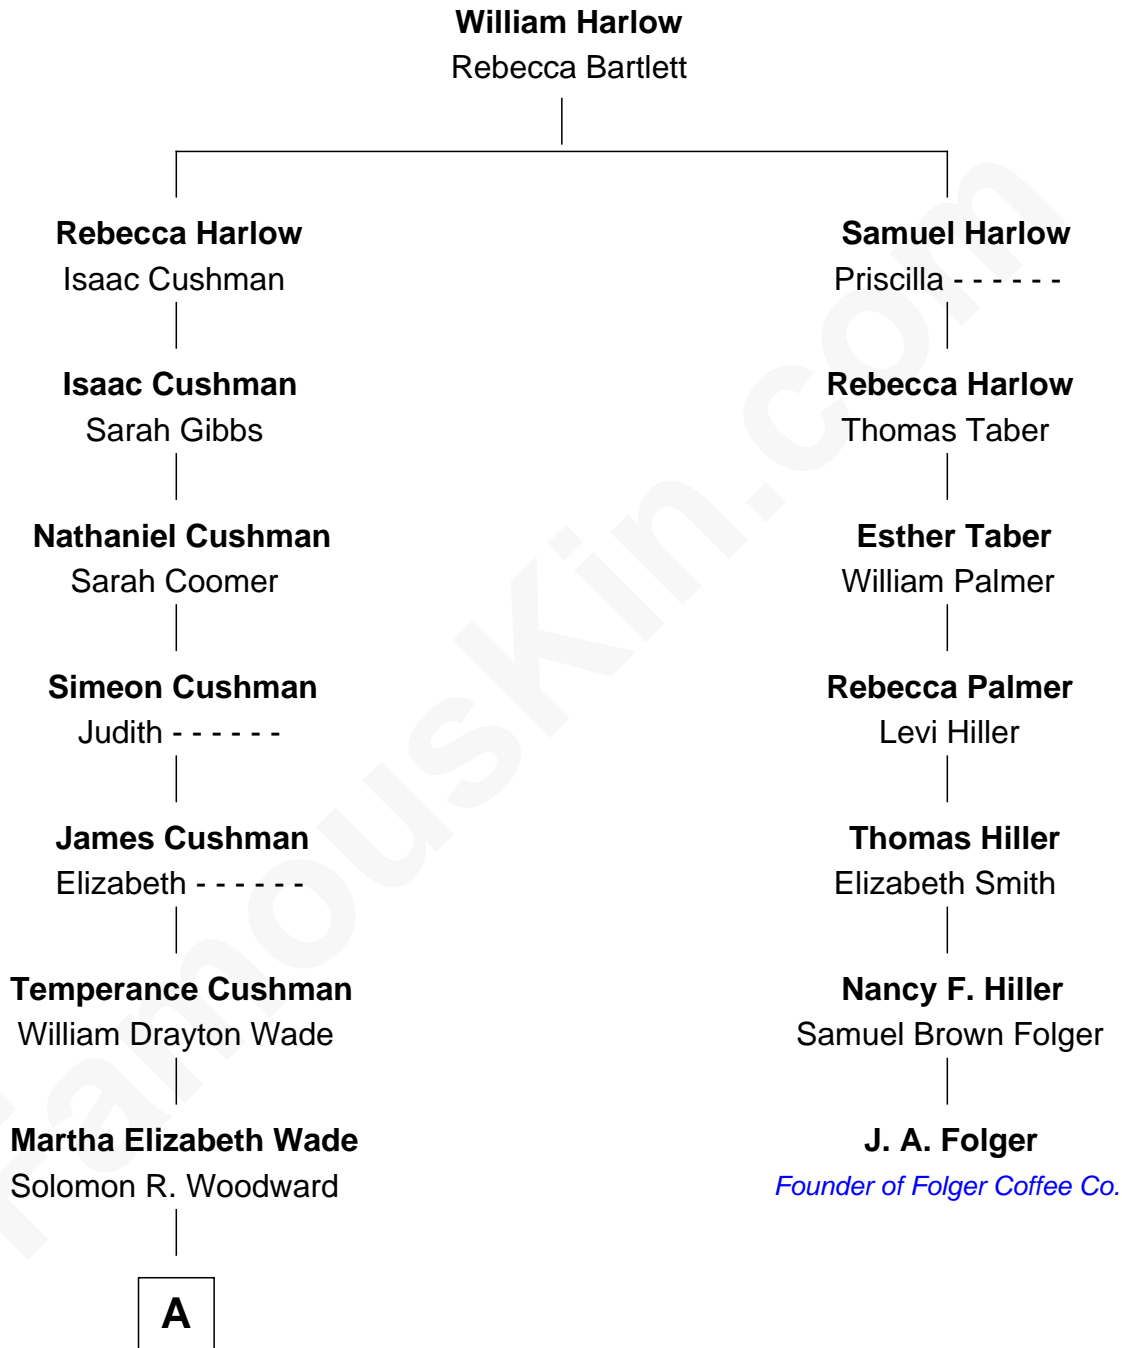 William Harlow
Rebecca Bartlett
Rebecca Harlow
Isaac Cushman
Isaac Cushman
Sarah Gibbs
Nathaniel Cushman
Sarah Coomer
Simeon Cushman
Judith - - - - - -
James Cushman
Elizabeth - - - - - -
Temperance Cushman
William Drayton Wade
Martha Elizabeth Wade
Solomon R. Woodward
A
Samuel Harlow
Priscilla - - - - - -
Rebecca Harlow
Thomas Taber
Esther Taber
William Palmer
Rebecca Palmer
Levi Hiller
Thomas Hiller
Elizabeth Smith
Nancy F. Hiller
Samuel Brown Folger
J. A. Folger
Founder of Folger Coffee Co.
FamousKin.com